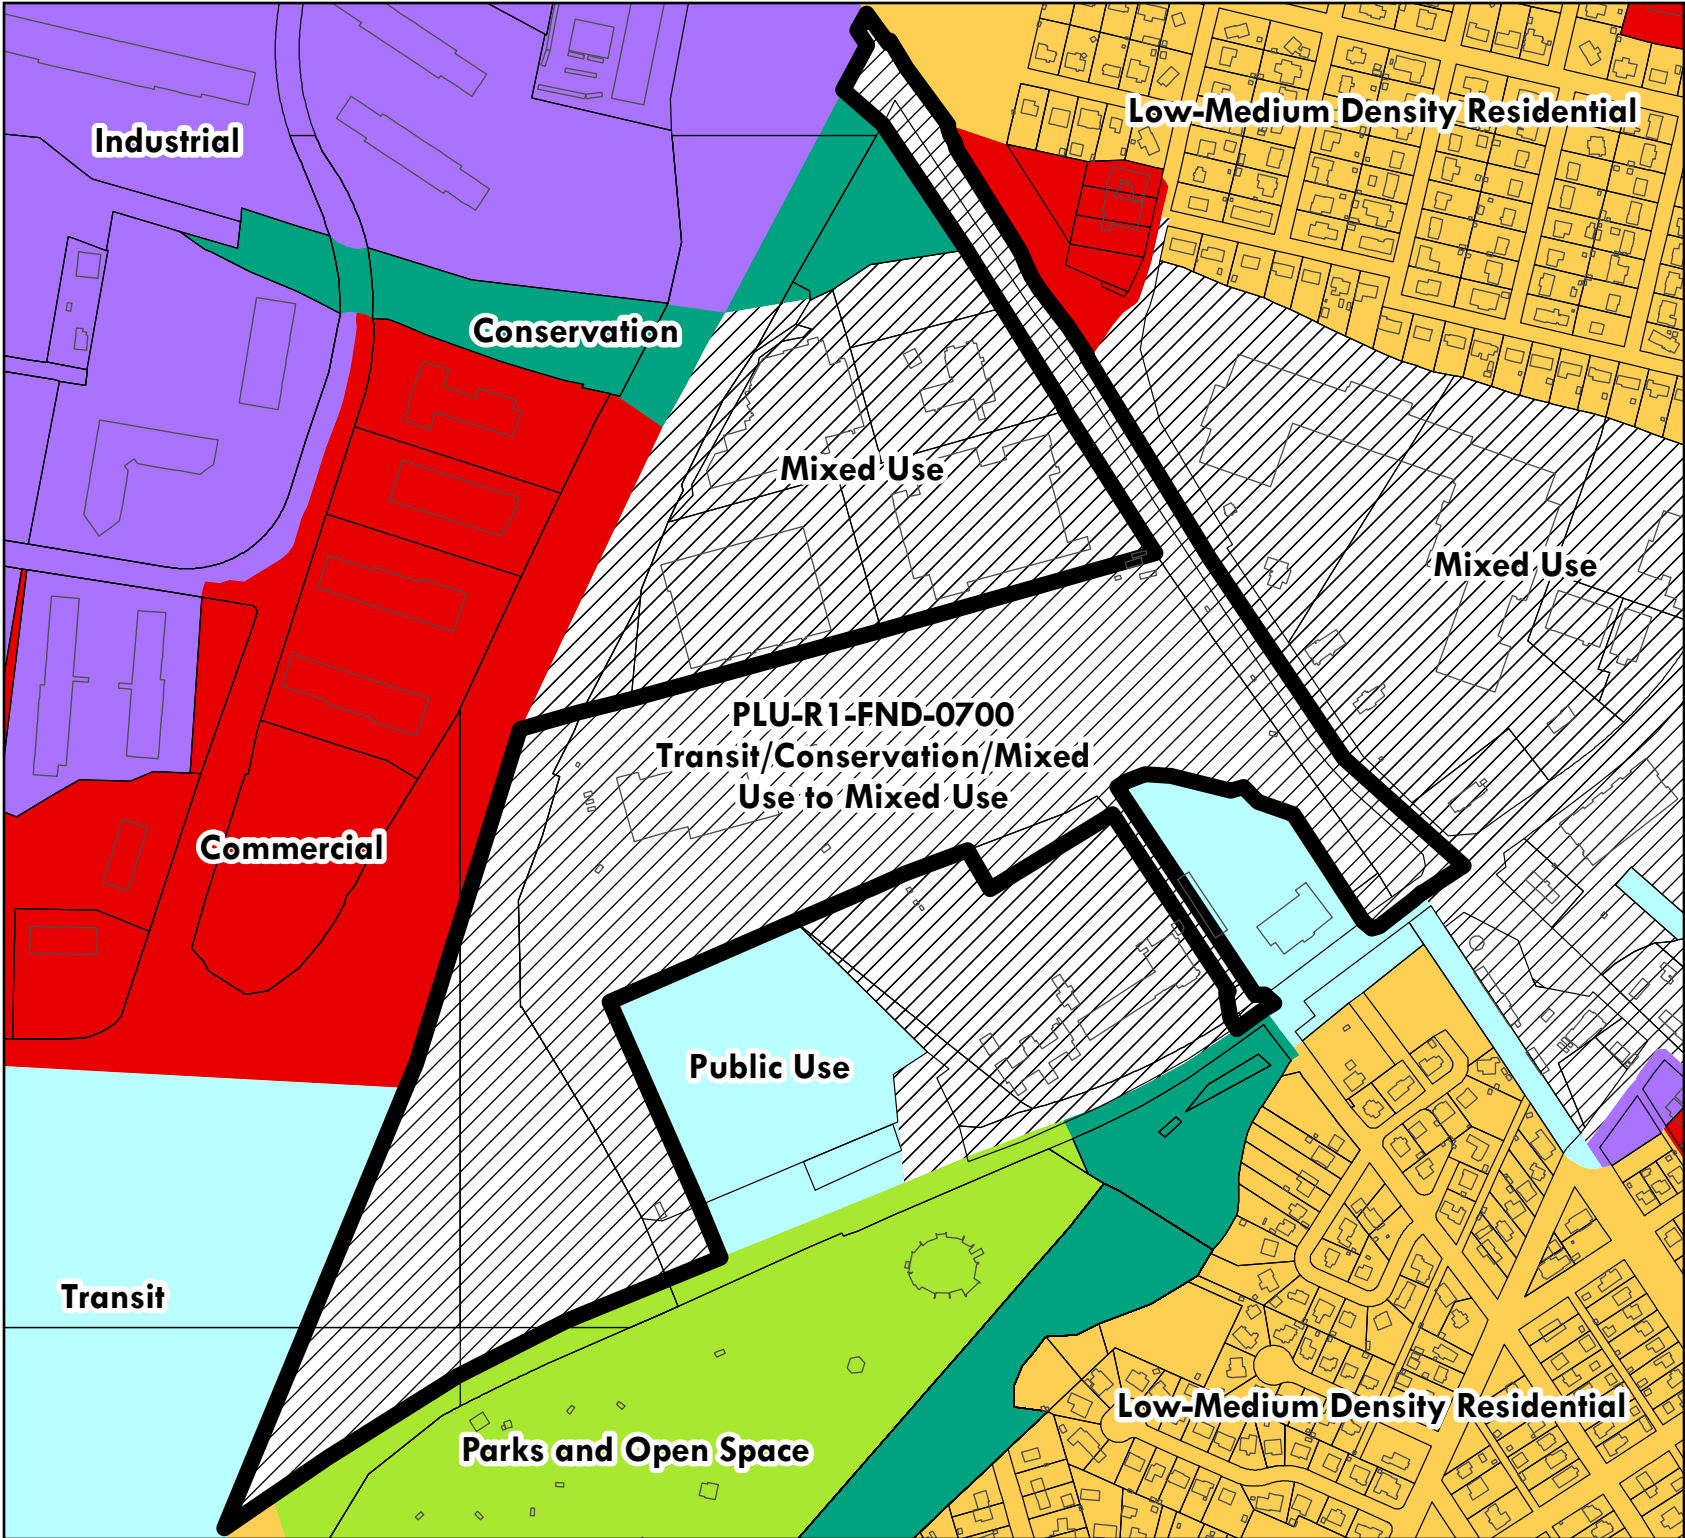 Low-Medium Density Residential
Industrial
Conservation
Mixed Use
Mixed Use
PLU-R1-FND-0700
Transit/Conservation/Mixed
Use to Mixed Use
Commercial
Public Use
Transit
Low-Medium Density Residential
Parks and Open Space